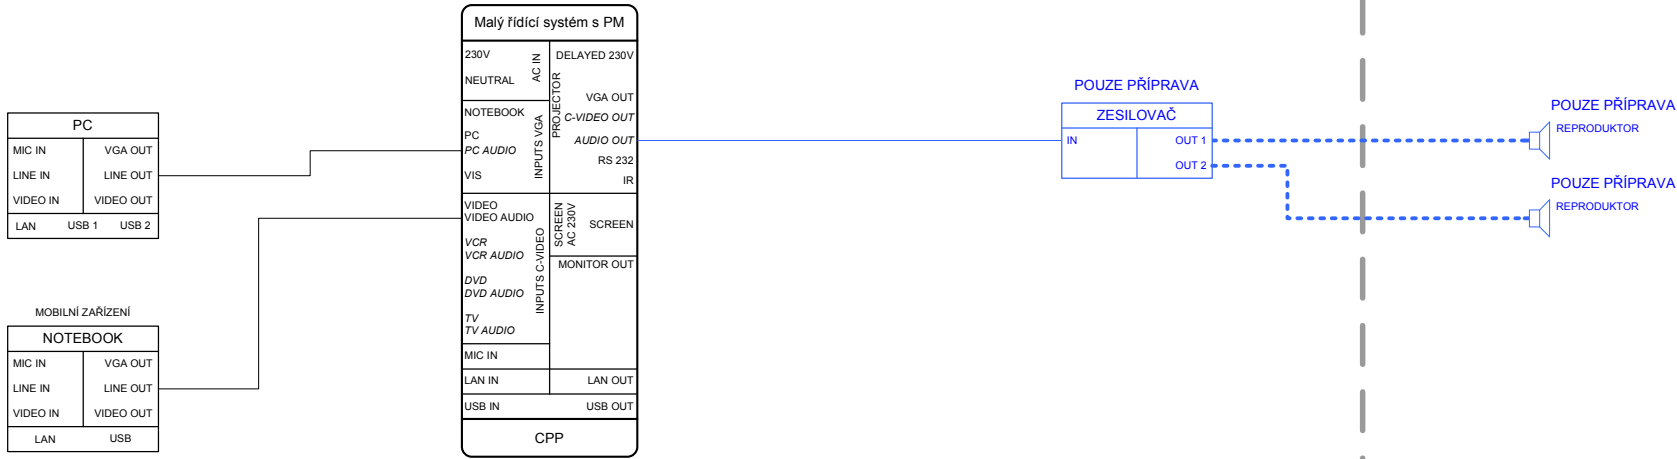 PC
MIC IN
VGA OUT
LINE IN
LINE OUT
VIDEO IN
VIDEO OUT
LAN
USB 1
USB 2
MOBILNÍ ZAŘÍZENÍ
NOTEBOOK
MIC IN
VGA OUT
LINE IN
LINE OUT
VIDEO IN
VIDEO OUT
LAN
USB
Malý řídící systém s PM
230V
NEUTRAL
AC IN
NOTEBOOK
PC
PC AUDIO
VIS
INPUTS VGA
VIDEO
VIDEO AUDIO
VCR
VCR AUDIO
DVD
DVD AUDIO
TV
TV AUDIO
INPUTS C-VIDEO
MIC IN
LAN IN
USB IN
DELAYED 230V
PROJECTOR
VGA OUT
C-VIDEO OUT
AUDIO OUT
RS 232
IR
SCREEN
AC 230V
SCREEN
MONITOR OUT
LAN OUT
USB OUT
CPP
POUZE PŘÍPRAVA
ZESILOVAČ
IN
OUT 1
OUT 2
POUZE PŘÍPRAVA
REPRODUKTOR
POUZE PŘÍPRAVA
REPRODUKTOR